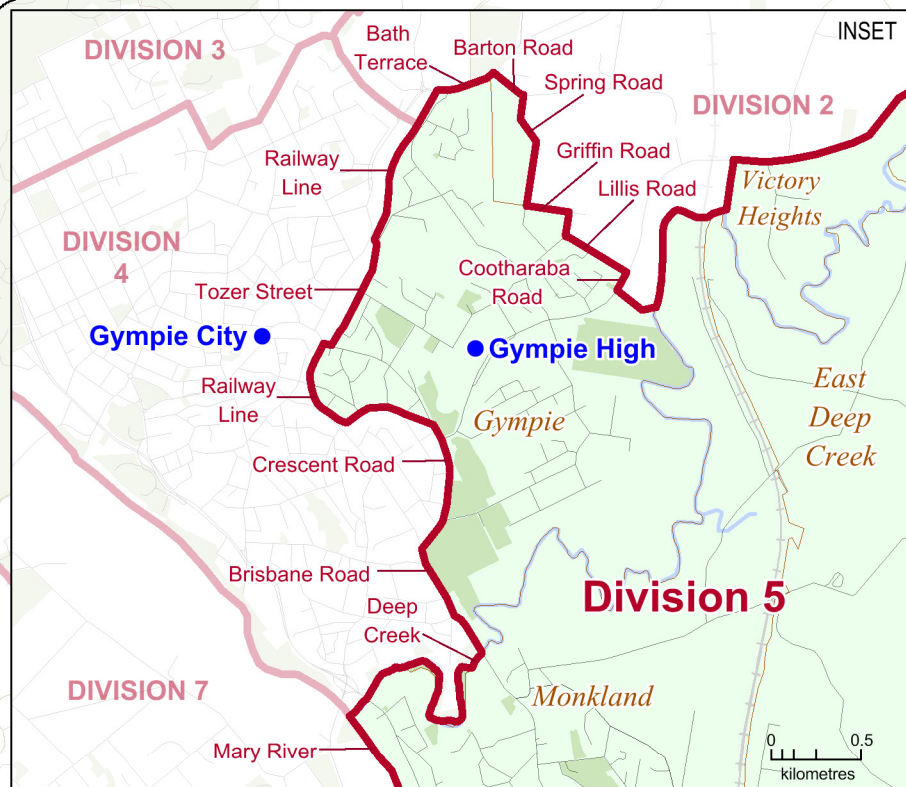 INSET
DIVISION 3
Bath
Terrace
Barton Road
Spring Road
DIVISION 2
Railway
Line
Griffin Road
Lillis Road
Victory
Heights
DIVISION
4
Cootharaba
Road
Tozer Street
Gympie City
Gympie High
Railway
Line
Gympie
East
Deep
Creek
Crescent Road
Brisbane Road
Division 5
Deep
Creek
DIVISION 7
Monkland
Mary River
0 0.5
kilometres